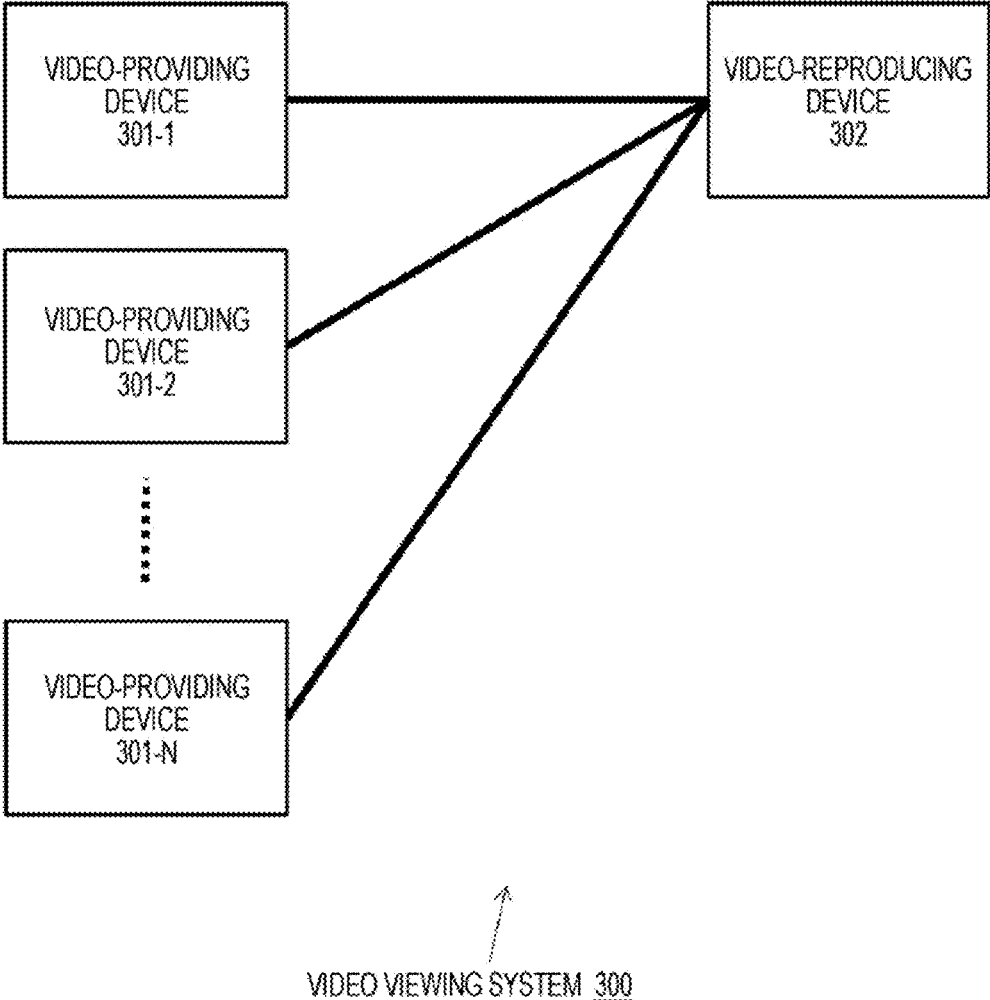 VIDEO-PROVIDING
DEVICE
301-1
VIDEO-REPRODUCING
DEVICE
302
VIDEO-PROVIDING
DEVICE
301-2
VIDEO-PROVIDING
DEVICE
301-N
VIDEO VIEWING SYSTEM 300